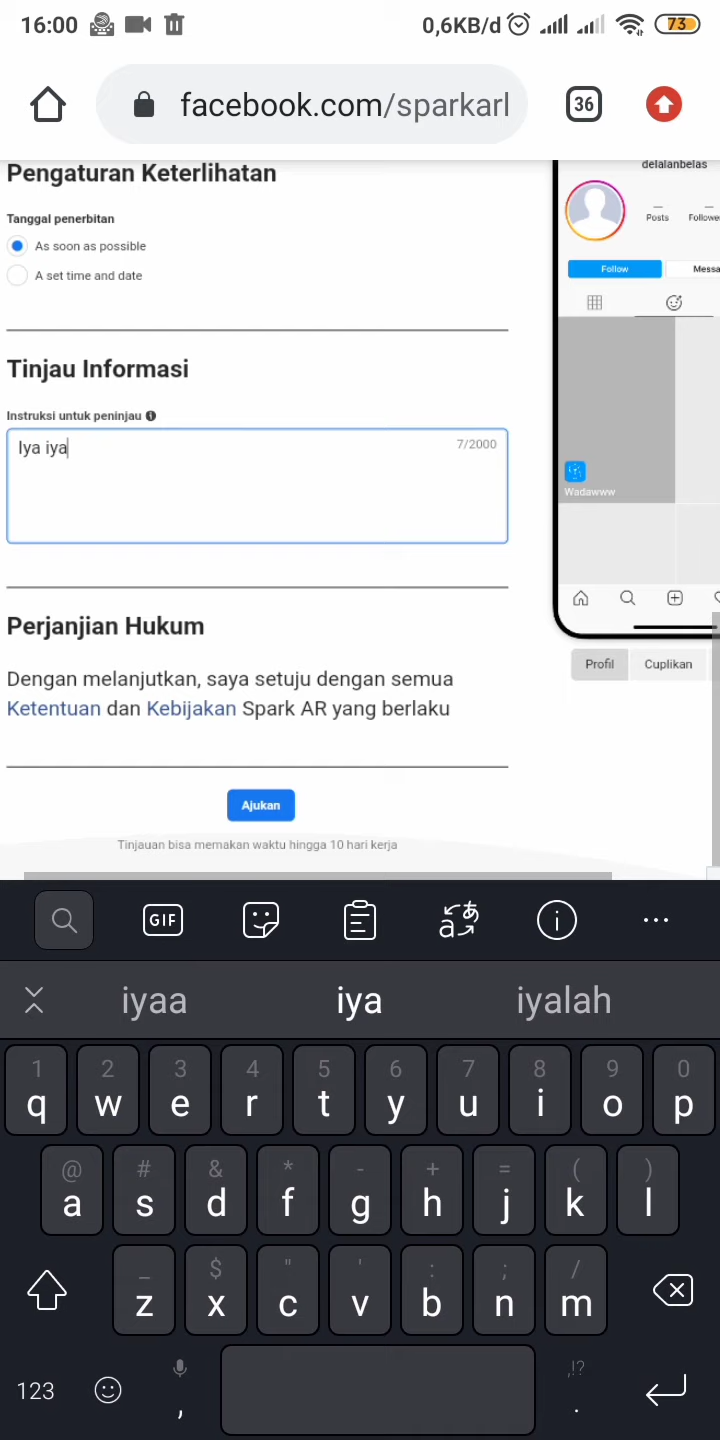 16:00
0,6KB/d
73
facebook.com/sparkarl
36
Pengaturan Keterlihatan
Tanggal penerbitan
As soon as possible
A set time and date
Tinjau Informasi
Instruksi untuk peninjau
Iya iya
7/2000
Perjanjian Hukum
Dengan melanjutkan, saya setuju dengan semua
Ketentuan dan Kebijakan Spark AR yang berlaku
Ajukan
Tinjauan bisa memakan waktu hingga 10 hari kerja
delalanbelas
Posts Followe
Follow Messa
Wadawww
Profil Cuplikan
GIF
iyaa iya iyalah
1 2 3 4 5 6 7 8 9 0
q w e r t y u i o p
@ # & * - + = ( )
a s d f g h j k l
_ $ " ' : ; /
z x c v b n m
,!?
123 , .